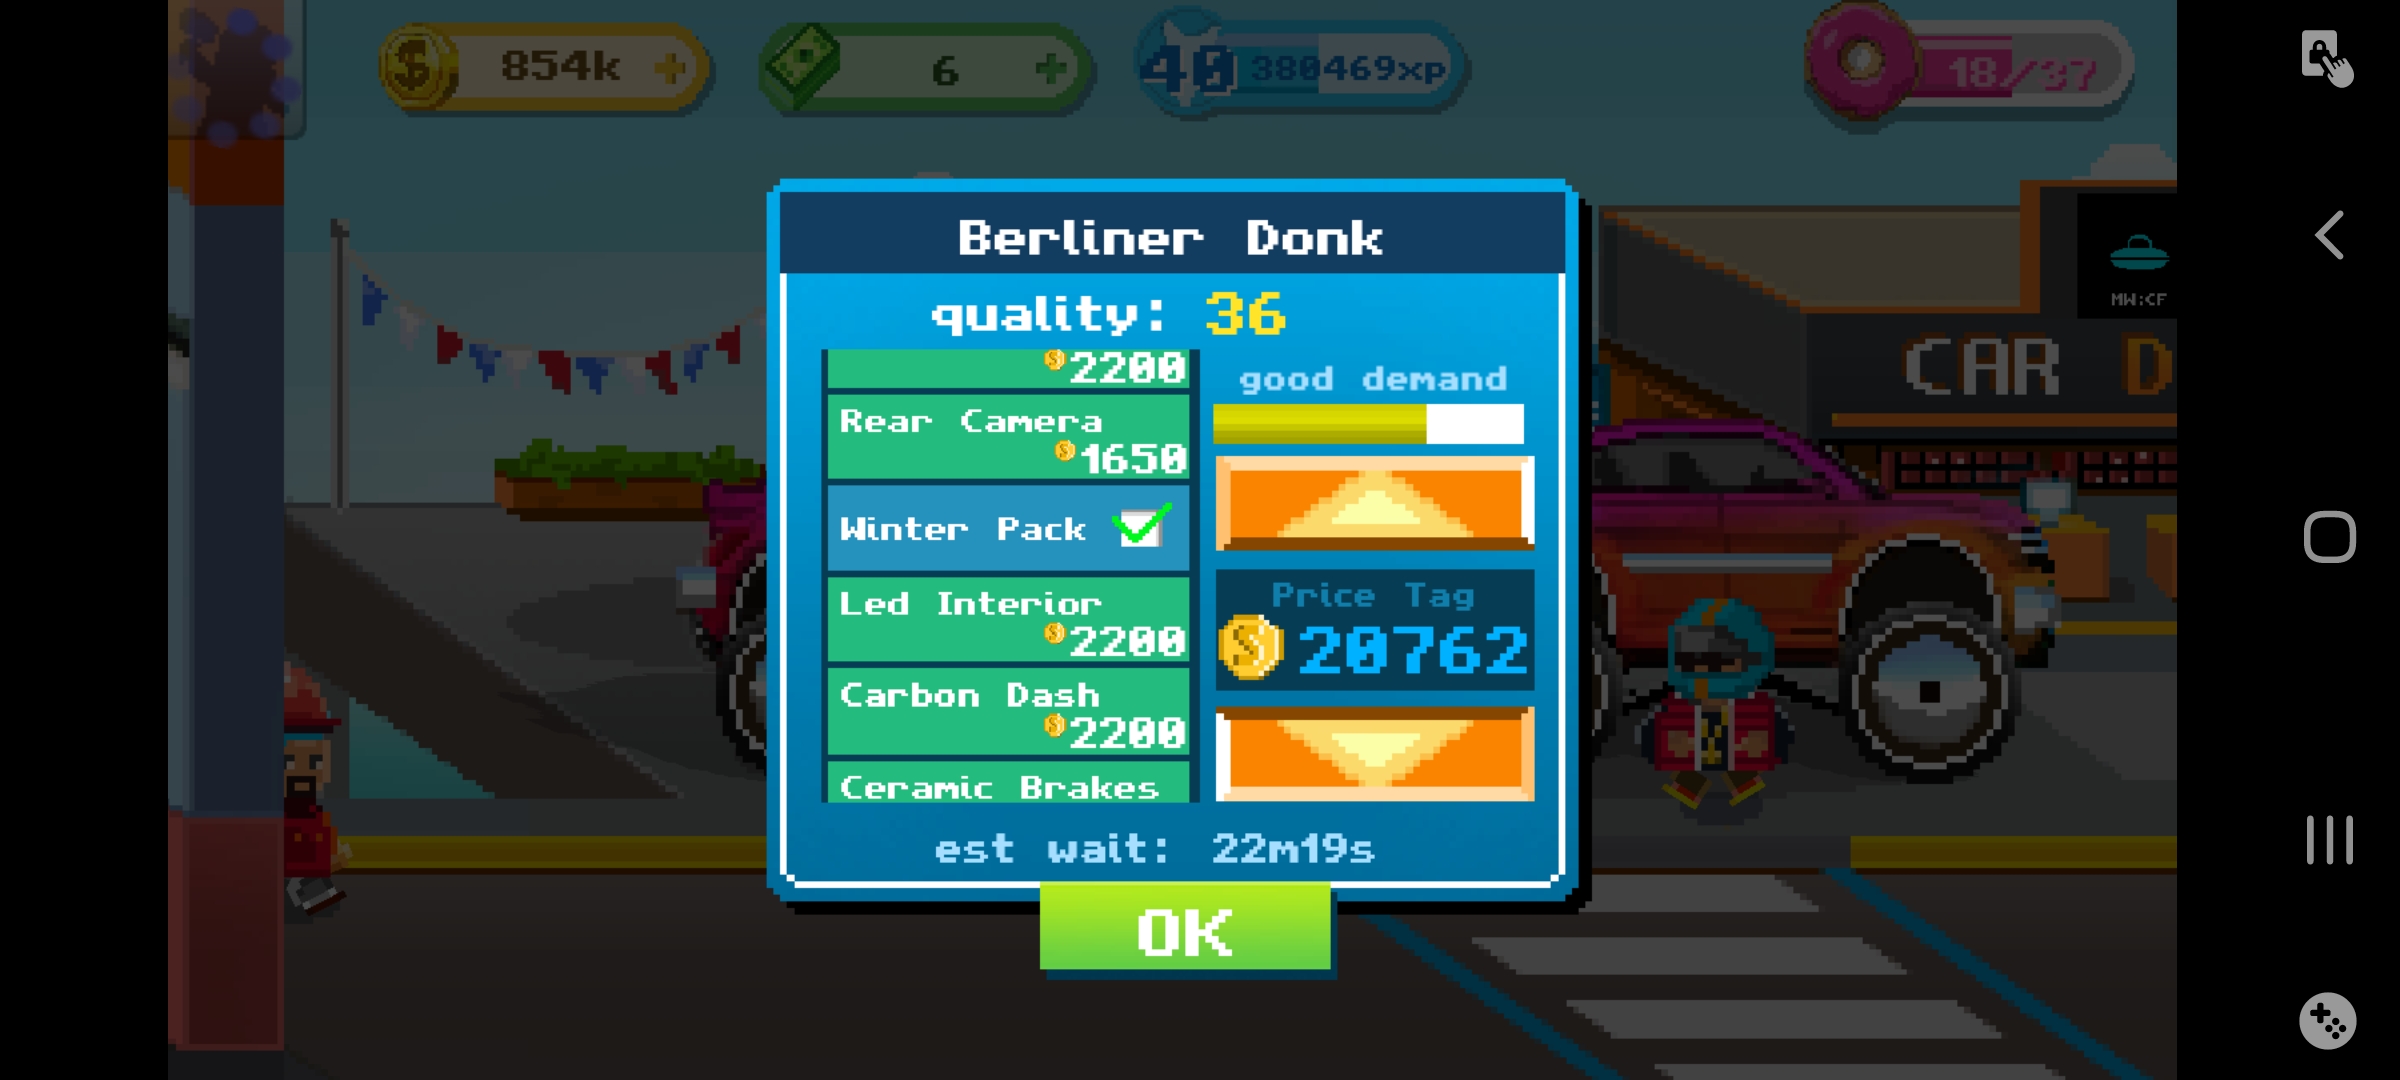 854k
6
40 380469xp
18/37
MW:CF
CAR D
Berliner Donk
quality: 36
2200
Rear Camera
1650
Winter Pack
Led Interior
2200
Carbon Dash
2200
Ceramic Brakes
good demand
Price Tag
20762
est wait: 22m19s
OK